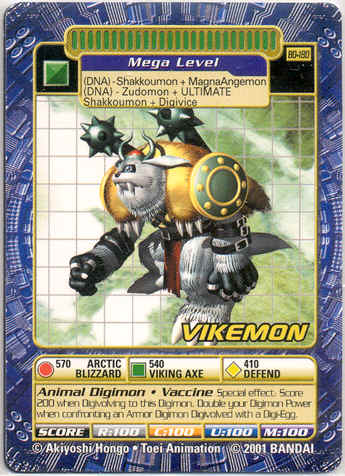 BO-180
Mega Level
(DNA) -Shakkoumon + MagnaAngemon
(DNA) - Zudomon + ULTIMATE
Shakkoumon + Digivice
VIKEMON
570 ARCTIC BLIZZARD
540 VIKING AXE
410 DEFEND
Animal Digimon • Vaccine Special effect: Score
200 when Digivolving to this Digimon. Double your Digimon Power
when confronting an Armor Digimon Digivolved with a Digi-Egg.
SCORE R:100 C:100 U:100 M:100
© Akiyoshi Hongo • Toei Animation © 2001 BANDAI